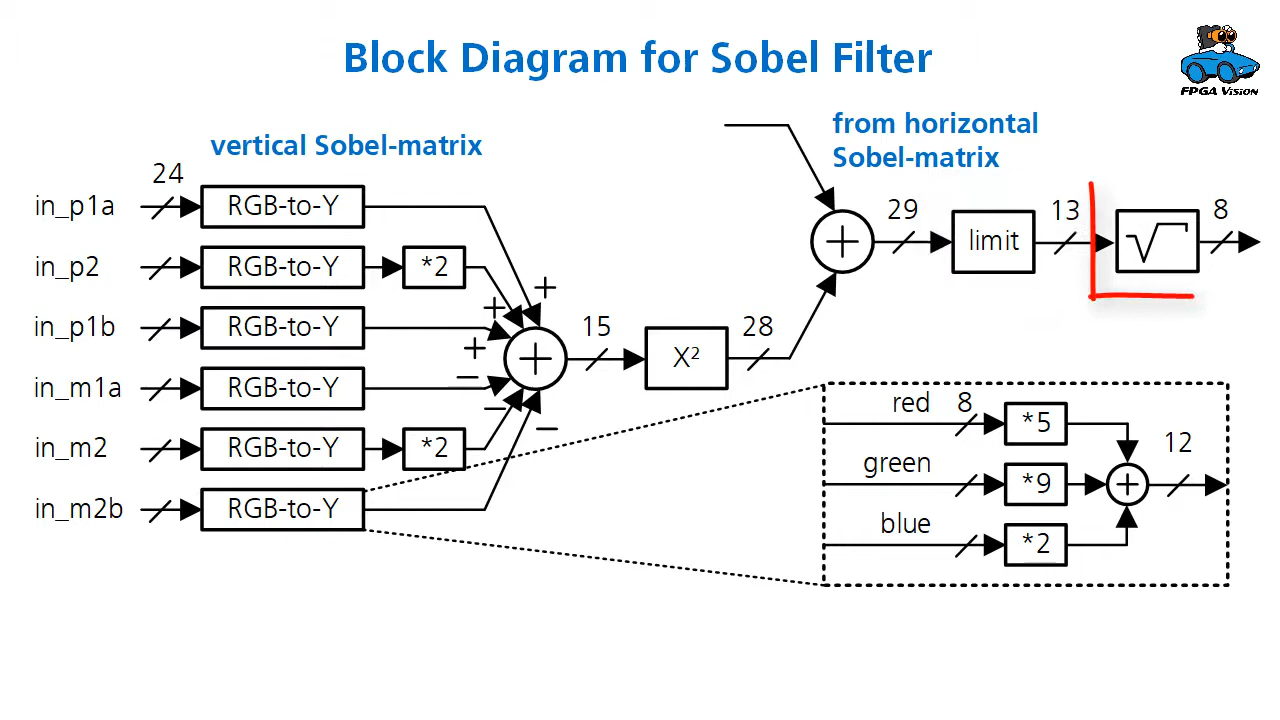 Block Diagram for Sobel Filter
FPGA Vision
vertical Sobel-matrix
from horizontal
Sobel-matrix
24
in_p1a
RGB-to-Y
in_p2
RGB-to-Y
*2
in_p1b
RGB-to-Y
in_m1a
RGB-to-Y
in_m2
RGB-to-Y
*2
in_m2b
RGB-to-Y
+
+
+
−
−
−
+
15
X²
28
+
29
limit
13
√
8
red
8
*5
green
*9
blue
*2
+
12